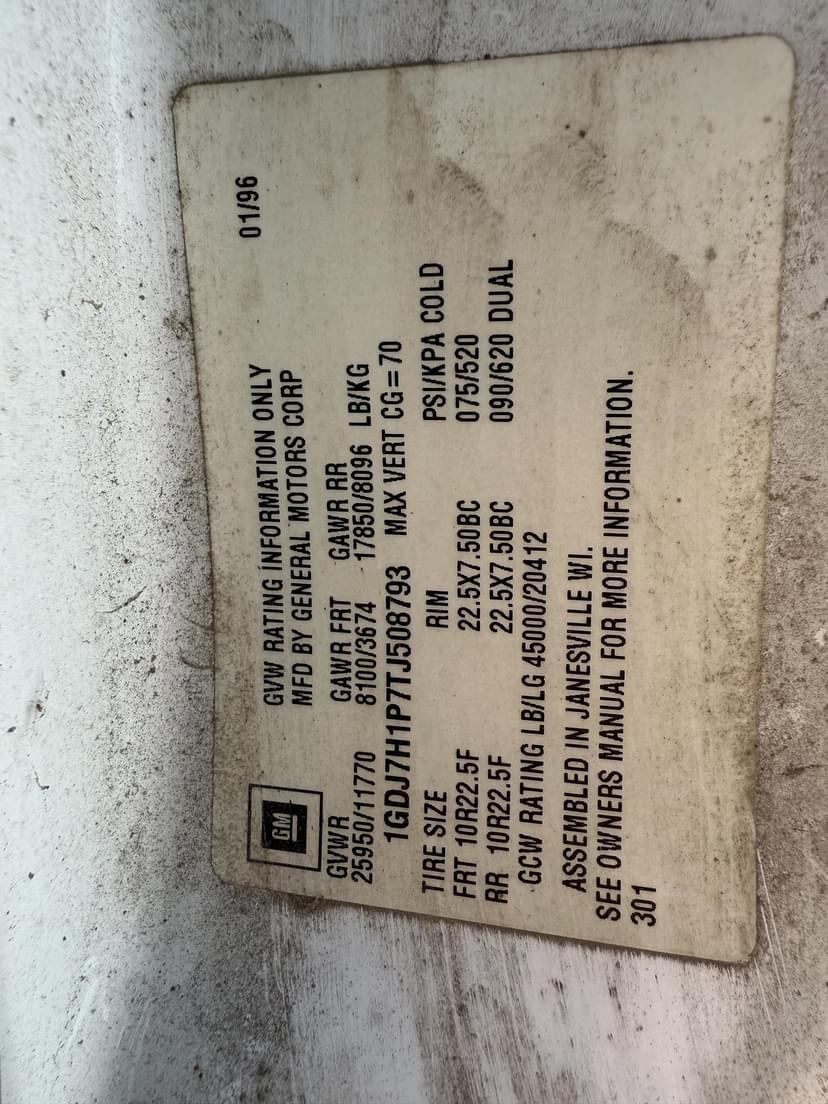 GM
GVW RATING INFORMATION ONLY 01/96
MFD BY GENERAL MOTORS CORP
GVWR GAWR FRT GAWR RR
25950/11770 8100/3674 17850/8096 LB/KG
1GDJ7H1P7TJ508793 MAX VERT CG=70
TIRE SIZE RIM PSI/KPA COLD
FRT 10R22.5F 22.5X7.50BC 075/520
RR 10R22.5F 22.5X7.50BC 090/620 DUAL
GCW RATING LB/LG 45000/20412
ASSEMBLED IN JANESVILLE WI.
SEE OWNERS MANUAL FOR MORE INFORMATION.
301